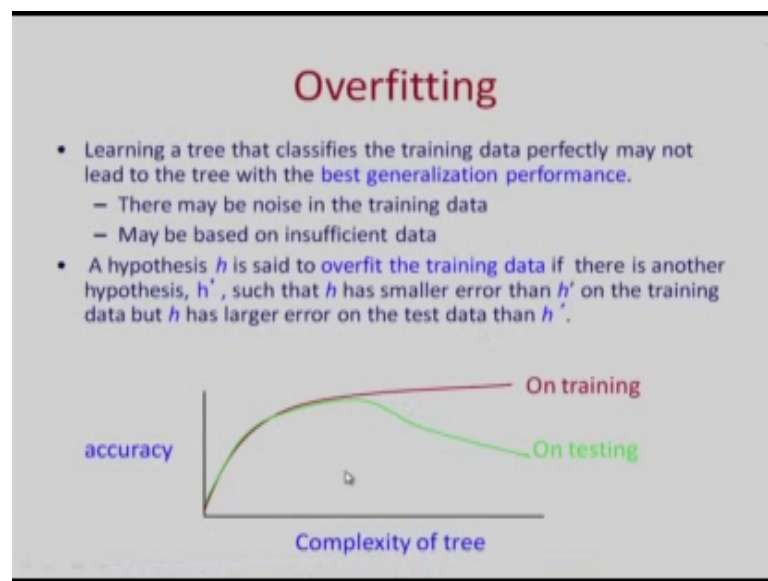 Overfitting
• Learning a tree that classifies the training data perfectly may not
lead to the tree with the best generalization performance.
– There may be noise in the training data
– May be based on insufficient data
• A hypothesis h is said to overfit the training data if there is another
hypothesis, h', such that h has smaller error than h' on the training
data but h has larger error on the test data than h'.
On training
accuracy
On testing
Complexity of tree